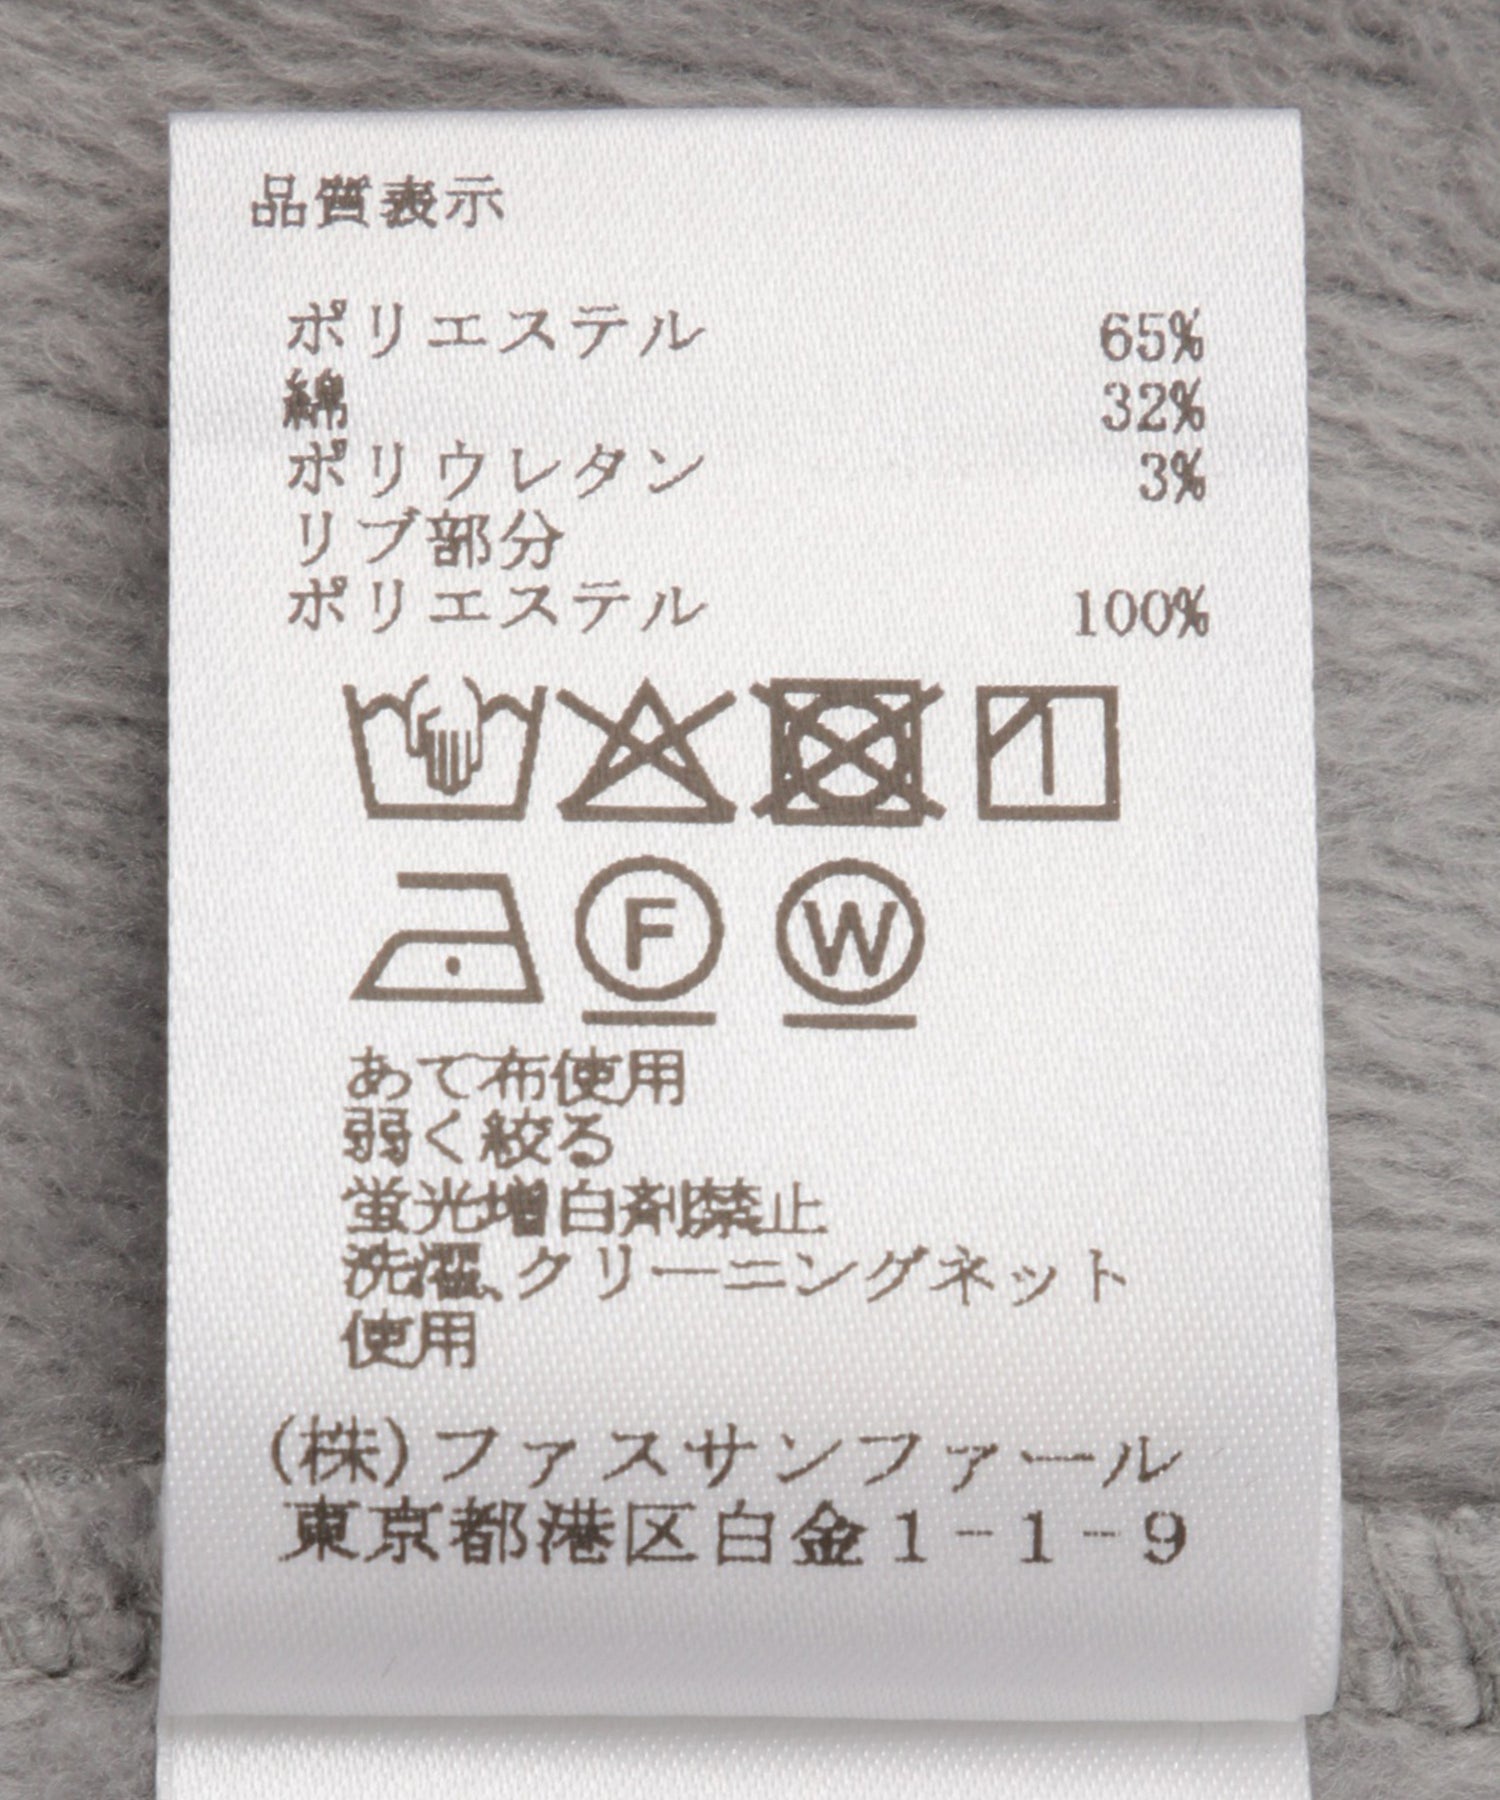 品質表示
ポリエステル 65%
綿 32%
ポリウレタン 3%
リブ部分
ポリエステル 100%
F W
あて布使用
弱く絞る
蛍光増白剤禁止
洗濯、クリーニングネット
使用
(株)ファスサンファール
東京都港区白金1-1-9